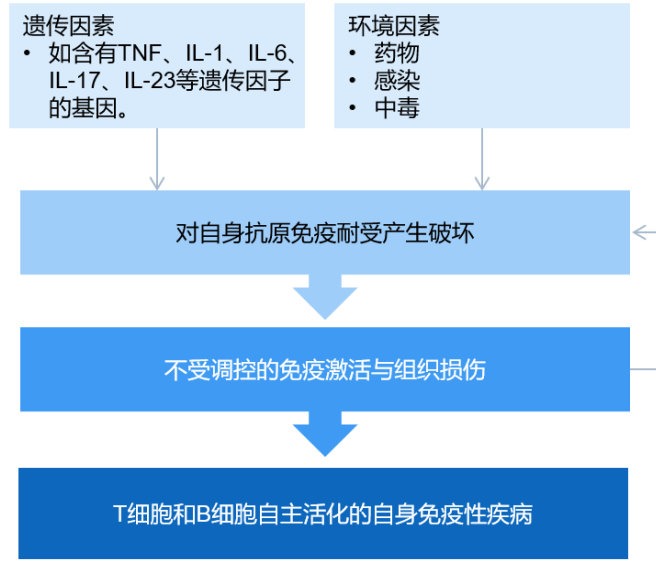 遗传因素
• 如含有TNF、IL-1、IL-6、
IL-17、IL-23等遗传因子
的基因。
环境因素
• 药物
• 感染
• 中毒
对自身抗原免疫耐受产生破坏
不受调控的免疫激活与组织损伤
T细胞和B细胞自主活化的自身免疫性疾病